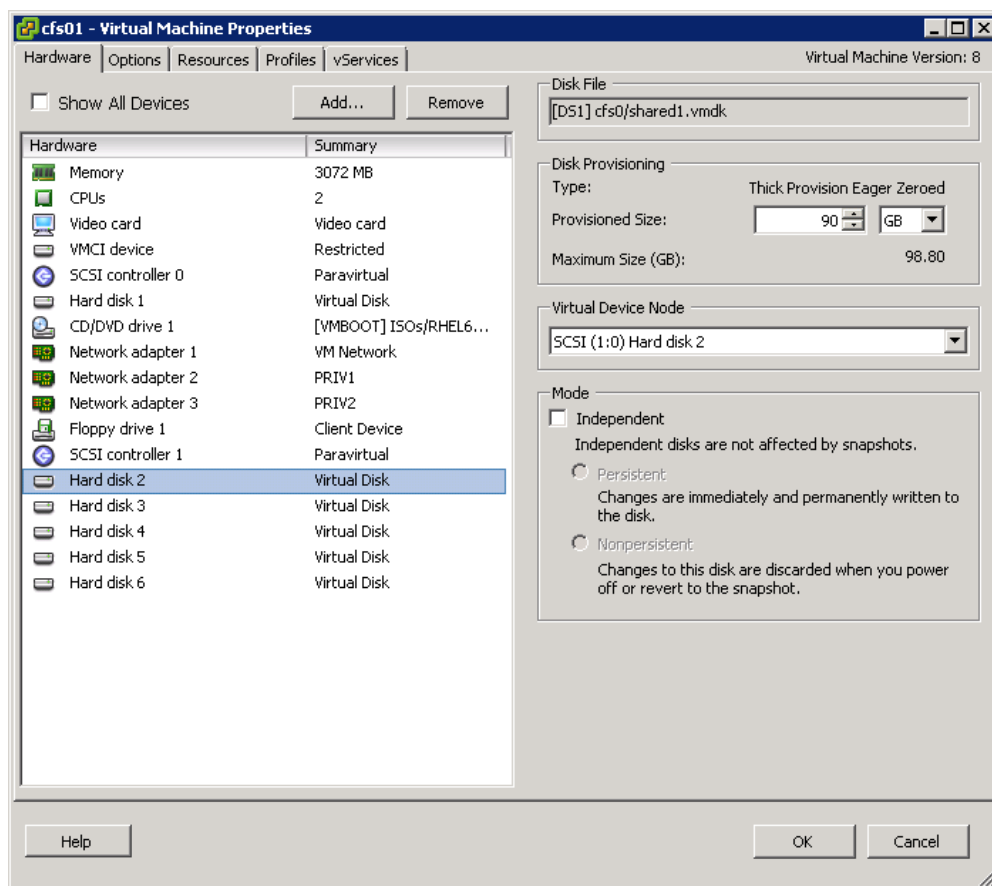 cfs01 - Virtual Machine Properties
Hardware Options Resources Profiles vServices Virtual Machine Version: 8
Show All Devices Add... Remove
Hardware Summary
Memory 3072 MB
CPUs 2
Video card Video card
VMCI device Restricted
SCSI controller 0 Paravirtual
Hard disk 1 Virtual Disk
CD/DVD drive 1 [VMBOOT] ISOs/RHEL6...
Network adapter 1 VM Network
Network adapter 2 PRIV1
Network adapter 3 PRIV2
Floppy drive 1 Client Device
SCSI controller 1 Paravirtual
Hard disk 2 Virtual Disk
Hard disk 3 Virtual Disk
Hard disk 4 Virtual Disk
Hard disk 5 Virtual Disk
Hard disk 6 Virtual Disk
Disk File
[DS1] cfs0/shared1.vmdk
Disk Provisioning
Type: Thick Provision Eager Zeroed
Provisioned Size: 90 GB
Maximum Size (GB): 98.80
Virtual Device Node
SCSI (1:0) Hard disk 2
Mode
Independent
Independent disks are not affected by snapshots.
Persistent
Changes are immediately and permanently written to
the disk.
Nonpersistent
Changes to this disk are discarded when you power
off or revert to the snapshot.
Help OK Cancel